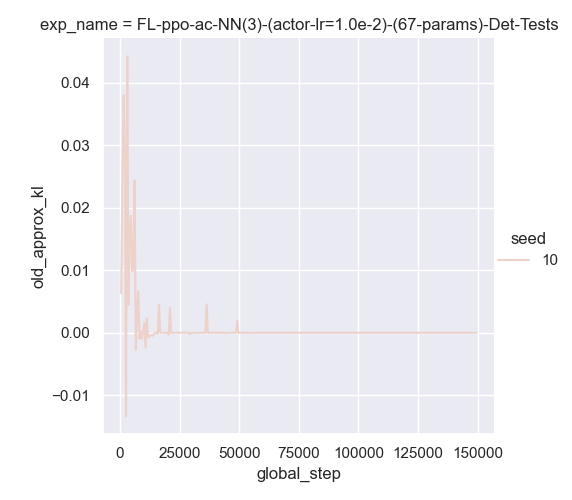 exp_name = FL-ppo-ac-NN(3)-(actor-lr=1.0e-2)-(67-params)-Det-Tests
0.04
0.03
0.02
0.01
0.00
−0.01
old_approx_kl
seed
10
0 25000 50000 75000 100000 125000 150000
global_step